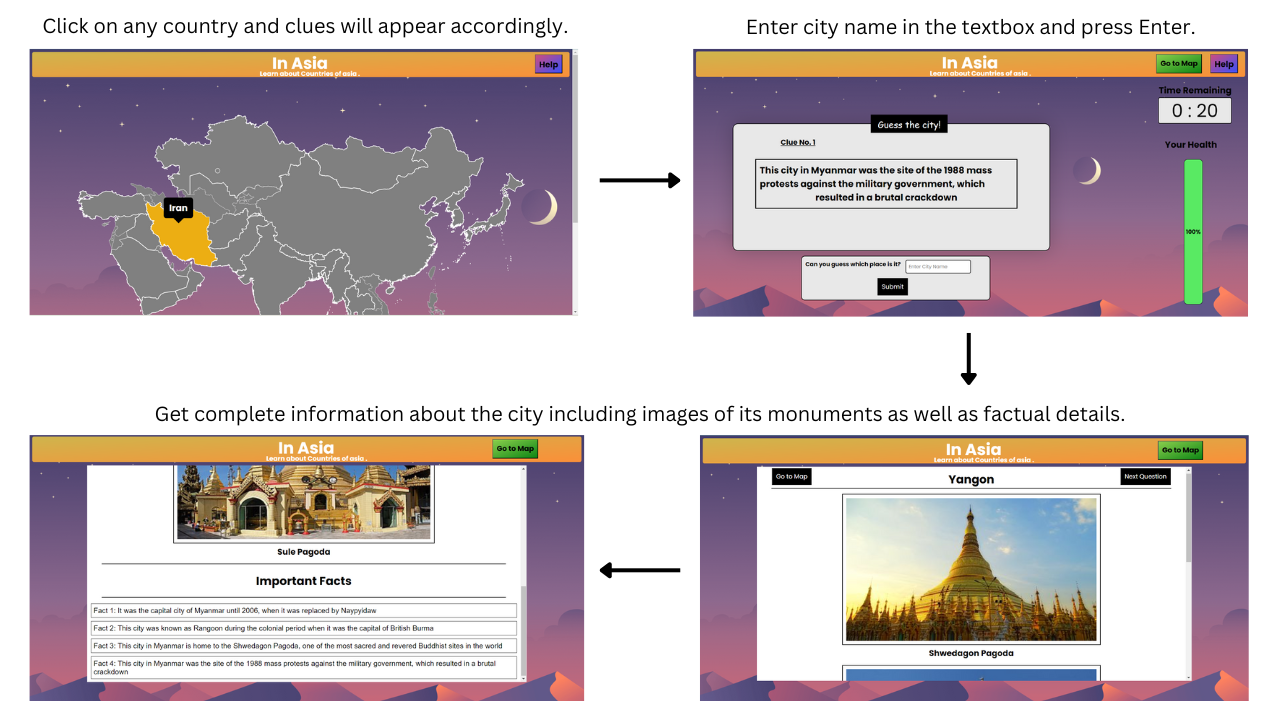 Click on any country and clues will appear accordingly.
In Asia
Learn about Countries of asia .
Help
Iran
Enter city name in the textbox and press Enter.
In Asia
Learn about Countries of asia .
Go to Map
Help
Time Remaining
0 : 20
Your Health
100%
Guess the city!
Clue No. 1
This city in Myanmar was the site of the 1988 mass
protests against the military government, which
resulted in a brutal crackdown
Can you guess which place is it?
Enter City Name
Submit
Get complete information about the city including images of its monuments as well as factual details.
In Asia
Learn about Countries of asia .
Go to Map
Sule Pagoda
Important Facts
Fact 1: It was the capital city of Myanmar until 2006, when it was replaced by Naypyidaw
Fact 2: This city was known as Rangoon during the colonial period when it was the capital of British Burma
Fact 3: This city in Myanmar is home to the Shwedagon Pagoda, one of the most sacred and revered Buddhist sites in the world
Fact 4: This city in Myanmar was the site of the 1988 mass protests against the military government, which resulted in a brutal
crackdown
In Asia
Learn about Countries of asia .
Go to Map
Go to Map
Yangon
Next Question
Shwedagon Pagoda